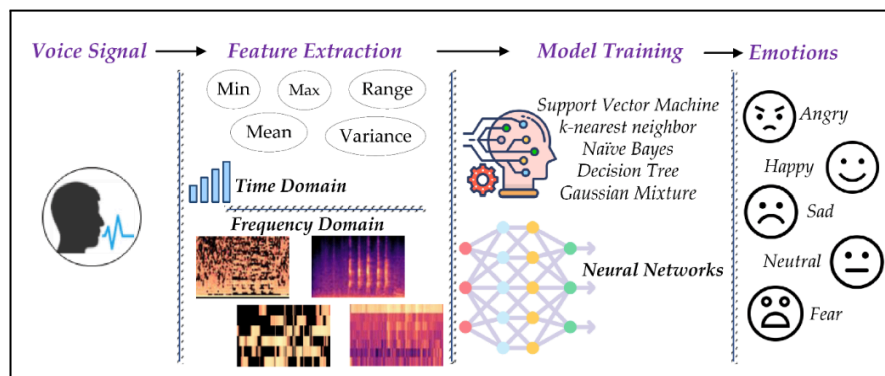 Voice Signal
Feature Extraction
Model Training
Emotions
Min
Max
Range
Mean
Variance
Time Domain
Frequency Domain
Support Vector Machine
k-nearest neighbor
Naïve Bayes
Decision Tree
Gaussian Mixture
Neural Networks
Angry
Happy
Sad
Neutral
Fear